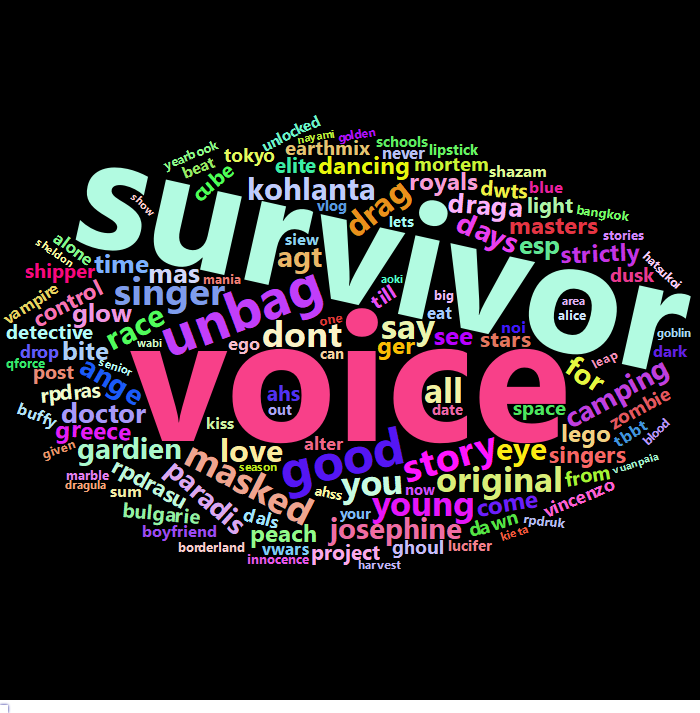 unlocked
nayami
golden
yearbook
beat
tokyo
earthmix
schools
never
lipstick
cube
elite
dancing
mortem
shazam
show
kohlanta
royals
dwts
blue
vlog
drag
draga
light
bangkok
survivor
lets
masters
stories
alone
sheldon
siew
days
esp
strictly
hatsukoi
shipper
time
mas
agt
mania
till
aoki
dusk
vampire
control
singer
big
area
alice
glow
unbag
one
eat
noi
goblin
detective
race
wabi
dont
say
see
stars
drop
bite
ego
can
ger
leap
dark
qforce
senior
voice
for
post
ange
ahs
all
camping
rpdras
out
date
space
zombie
buffy
doctor
kiss
lego
tbbt
blood
given
greece
gardien
love
alter
good
story
eye
singers
vuanpaia
marble
rpdrasu
season
masked
original
from
dragula
sum
paradis
ahss
you
now
young
come
vincenzo
bulgarie
dals
your
dawn
rpdruk
boyfriend
peach
josephine
kieta
borderland
vwars
project
ghoul
lucifer
innocence
harvest